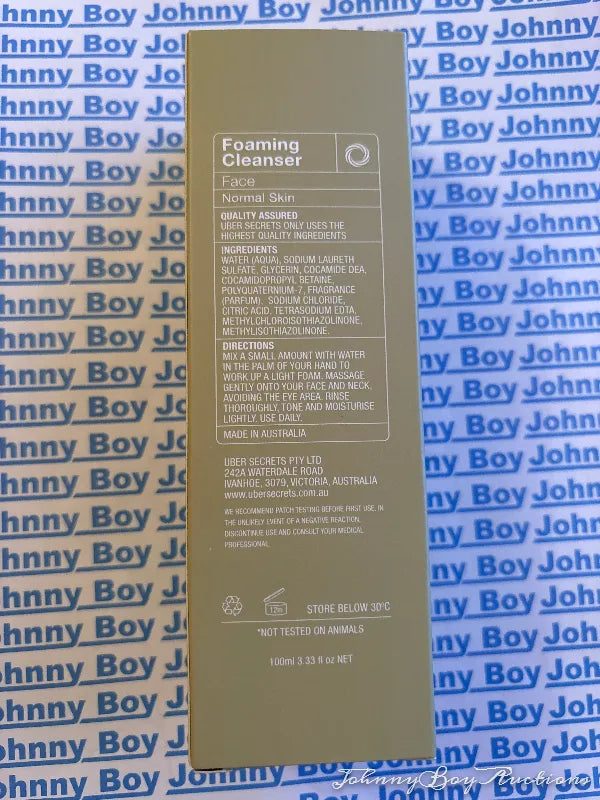 Foaming
Cleanser
Face
Normal Skin
QUALITY ASSURED
UBER SECRETS ONLY USES THE
HIGHEST QUALITY INGREDIENTS
INGREDIENTS
WATER (AQUA), SODIUM LAURETH
SULFATE, GLYCERIN, COCAMIDE DEA,
COCAMIDOPROPYL BETAINE,
POLYQUATERNIUM-7, FRAGRANCE
(PARFUM). SODIUM CHLORIDE,
CITRIC ACID, TETRASODIUM EDTA,
METHYLCHLOROISOTHIAZOLINONE,
METHYLISOTHIAZOLINONE.
DIRECTIONS
MIX A SMALL AMOUNT WITH WATER
IN THE PALM OF YOUR HAND TO
WORK UP A LIGHT FOAM. MASSAGE
GENTLY ONTO YOUR FACE AND NECK,
AVOIDING THE EYE AREA. RINSE
THOROUGHLY, TONE AND MOISTURISE
LIGHTLY. USE DAILY.
MADE IN AUSTRALIA
UBER SECRETS PTY LTD
242A WATERDALE ROAD
IVANHOE, 3079, VICTORIA, AUSTRALIA
www.ubersecrets.com.au
WE RECOMMEND PATCH TESTING BEFORE FIRST USE. IN
THE UNLIKELY EVENT OF A NEGATIVE REACTION,
DISCONTINUE USE AND CONSULT YOUR MEDICAL
PROFESSIONAL.
12m
STORE BELOW 30°C
*NOT TESTED ON ANIMALS
100ml 3.33 fl oz NET
Johnny Boy
JohnnyBoy Auctions